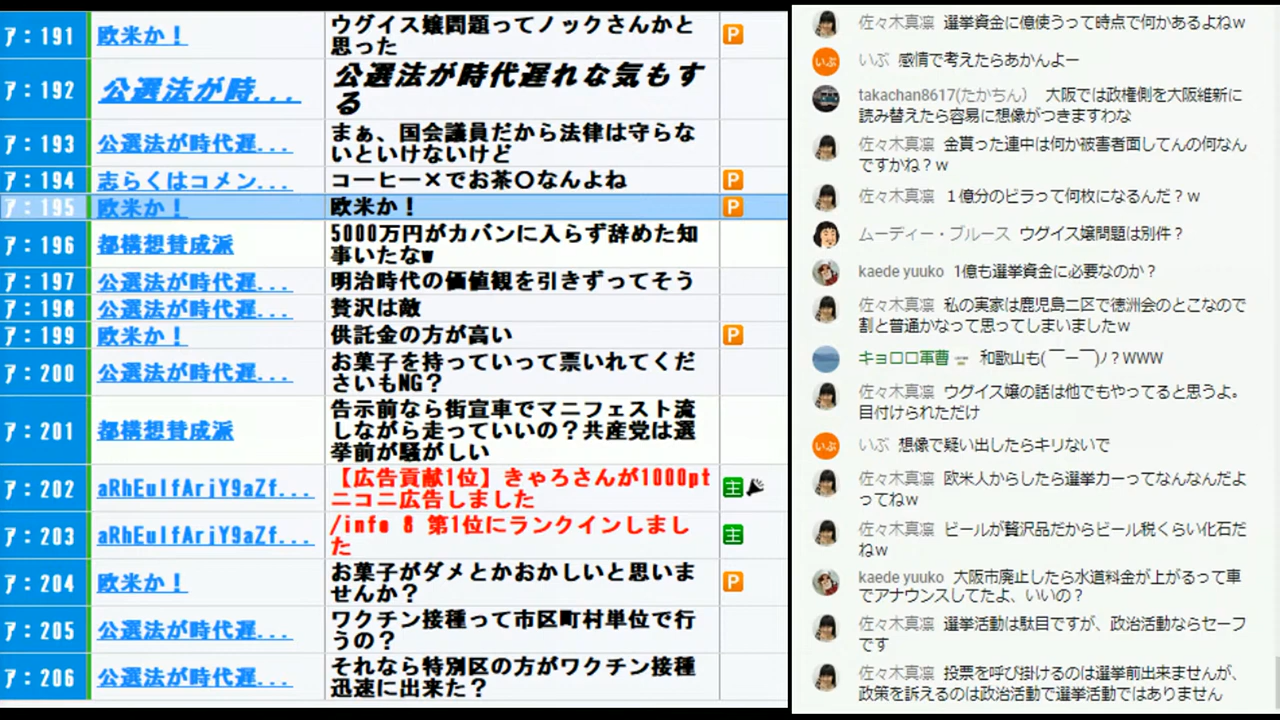 ｱ：191 欧米か！ ウグイス嬢問題ってノックさんかと P
思った
ｱ：192 公選法が時... 公選法が時代遅れな気もす
る
ｱ：193 公選法が時代遅... まぁ、国会議員だから法律は守らな
いといけないけど
ｱ：194 志らくはコメン... コーヒー×でお茶〇なんよね P
ｱ：195 欧米か！ 欧米か！ P
ｱ：196 都構想賛成派 5000万円がカバンに入らず辞めた知
事いたなw
ｱ：197 公選法が時代遅... 明治時代の価値観を引きずってそう
ｱ：198 公選法が時代遅... 贅沢は敵
ｱ：199 欧米か！ 供託金の方が高い P
ｱ：200 公選法が時代遅... お菓子を持っていって票いれてくだ
さいもNG？
ｱ：201 都構想賛成派 告示前なら街宣車でマニフェスト流
しながら走っていいの？共産党は選
挙前が騒がしい
ｱ：202 aRhEuIfArjY9aZf... 【広告貢献1位】きゃろさんが1000pt 主
ニコニ広告しました
ｱ：203 aRhEuIfArjY9aZf... /info 8 第1位にランクインしまし 主
た
ｱ：204 欧米か！ お菓子がダメとかおかしいと思いま P
せんか？
ｱ：205 公選法が時代遅... ワクチン接種って市区町村単位で行
うの？
ｱ：206 公選法が時代遅... それなら特別区の方がワクチン接種
迅速に出来た？
佐々木真凛 選挙資金に億使うって時点で何かあるよねｗ
いぶ いぶ 感情で考えたらあかんよー
takachan8617(たかちん） 大阪では政権側を大阪維新に
読み替えたら容易に想像がつきますわな
佐々木真凛 金貰った連中は何か被害者面してんの何なん
ですかね？ｗ
佐々木真凛 １億分のビラって何枚になるんだ？ｗ
ムーディー・ブルース ウグイス嬢問題は別件？
kaede yuuko 1億も選挙資金に必要なのか？
佐々木真凛 私の実家は鹿児島二区で徳洲会のとこなので
割と普通かなって思ってしまいましたｗ
キョロロ軍曹 和歌山も(￣ー￣)ﾉ？WWW
佐々木真凛 ウグイス嬢の話は他でもやってると思うよ。
目付けられただけ
いぶ いぶ 想像で疑い出したらキリないで
佐々木真凛 欧米人からしたら選挙カーってなんなんだよ
ってねｗ
佐々木真凛 ビールが贅沢品だからビール税くらい化石だ
ねｗ
kaede yuuko 大阪市廃止したら水道料金が上がるって車
でアナウンスしてたよ、いいの？
佐々木真凛 選挙活動は駄目ですが、政治活動ならセーフ
です
佐々木真凛 投票を呼び掛けるのは選挙前出来ませんが、
政策を訴えるのは政治活動で選挙活動ではありません